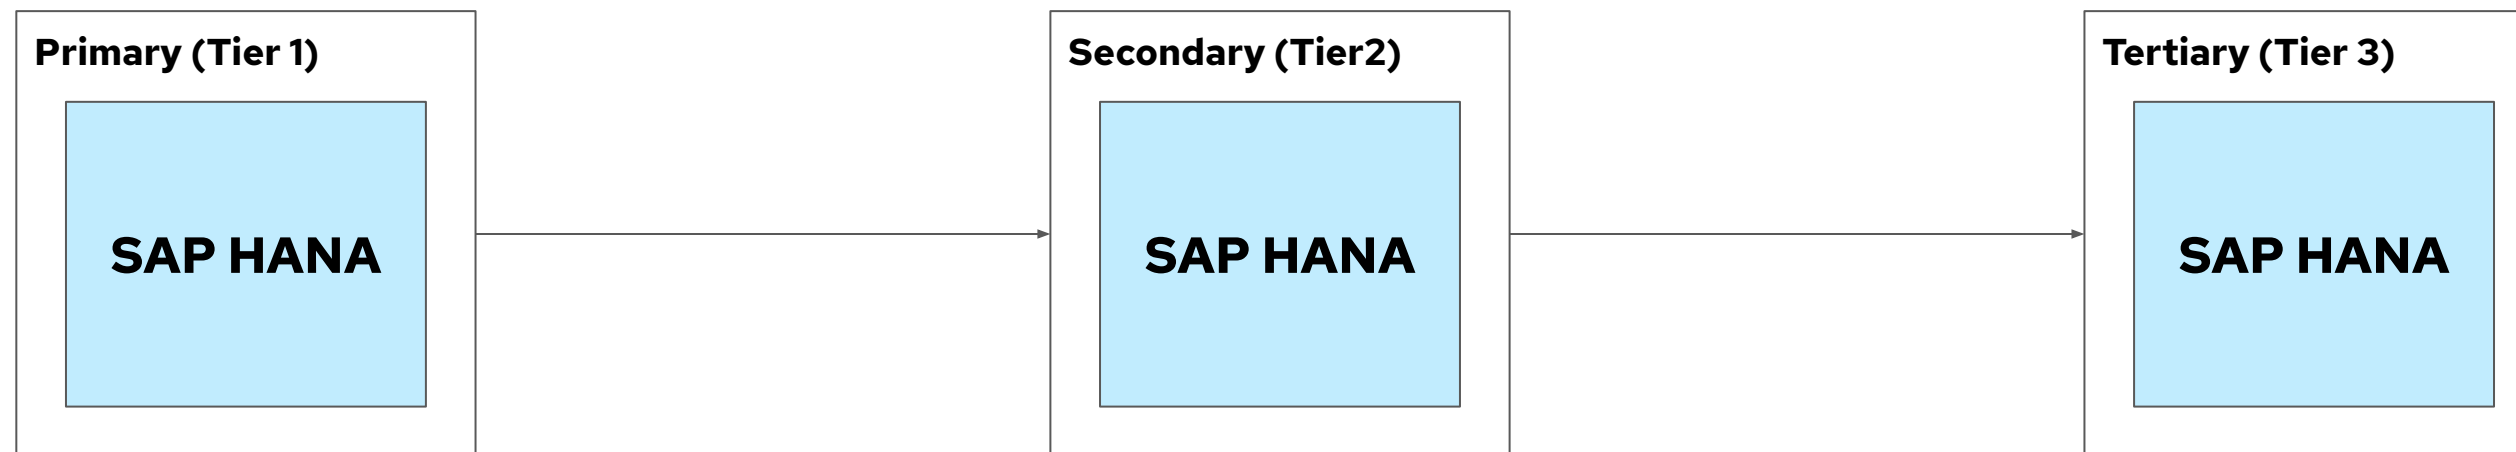 Primary (Tier 1)
Secondary (Tier2)
Tertiary (Tier 3)
SAP HANA
SAP HANA
SAP HANA